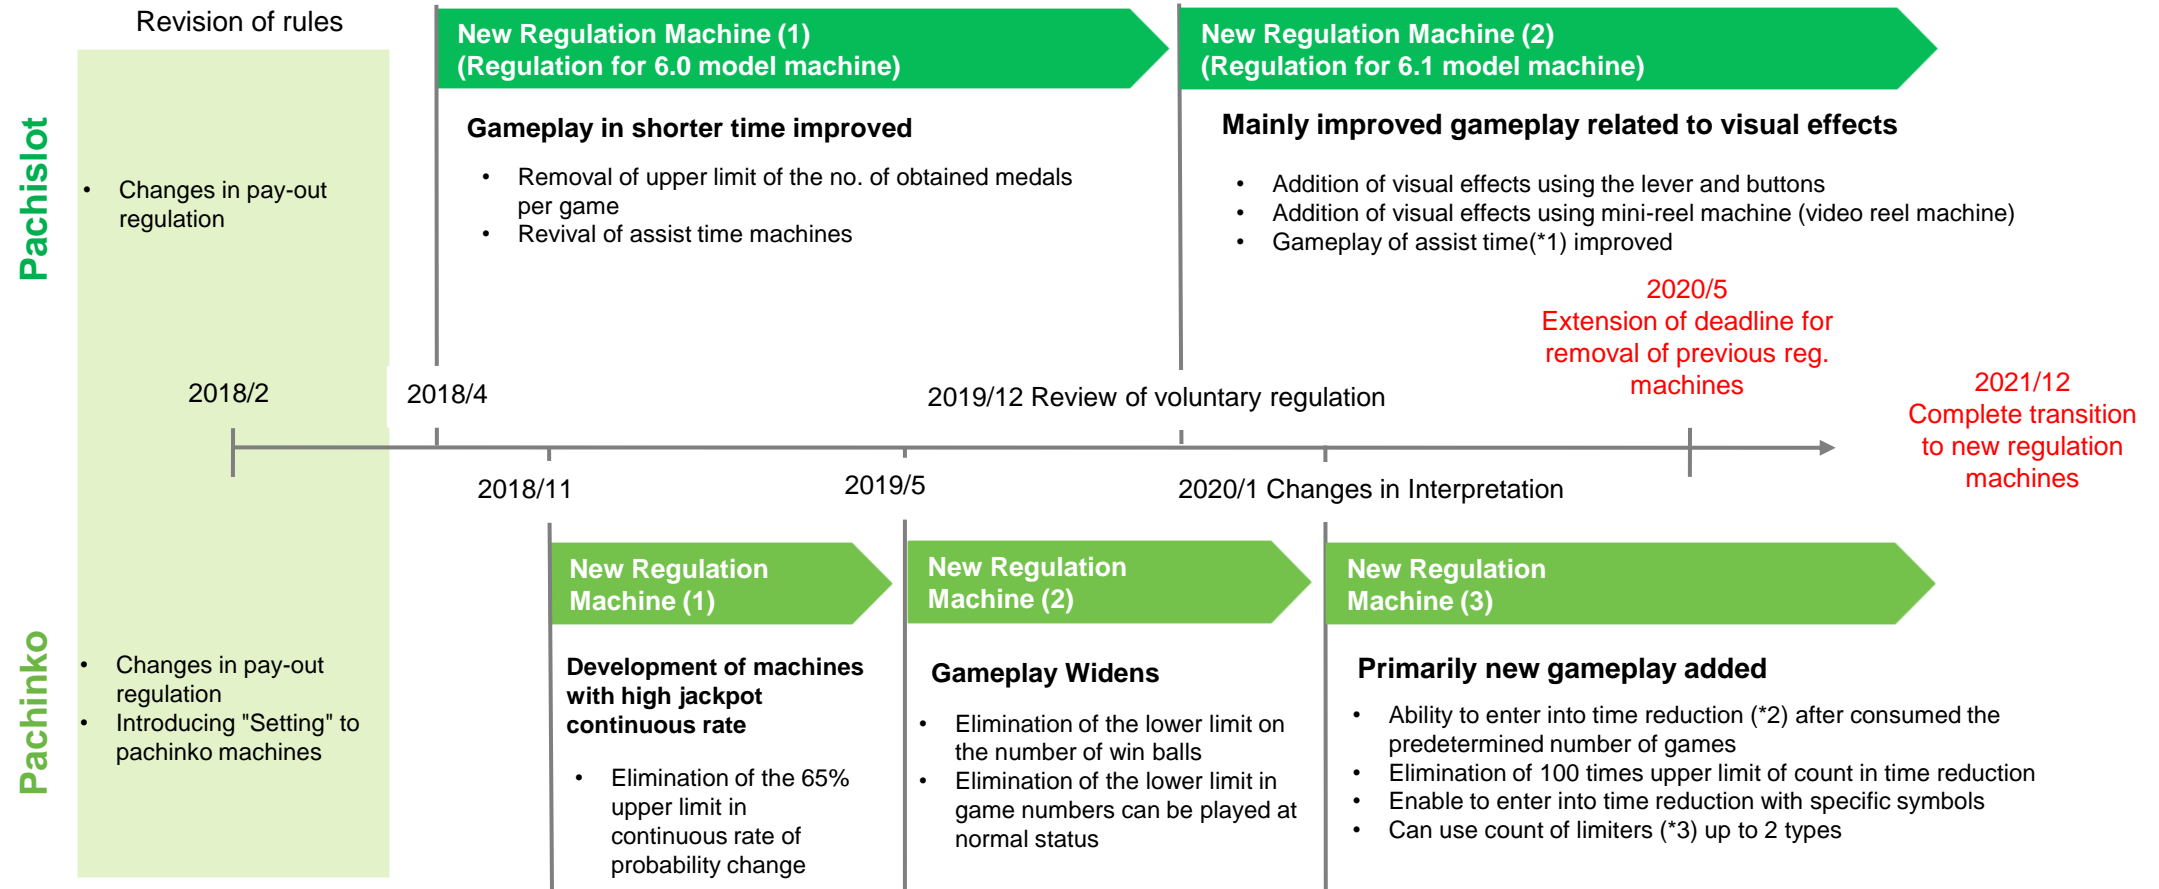 Revision of rules
Pachislot
• Changes in pay-out
regulation
New Regulation Machine (1)
(Regulation for 6.0 model machine)
Gameplay in shorter time improved
• Removal of upper limit of the no. of obtained medals
per game
• Revival of assist time machines
New Regulation Machine (2)
(Regulation for 6.1 model machine)
Mainly improved gameplay related to visual effects
• Addition of visual effects using the lever and buttons
• Addition of visual effects using mini-reel machine (video reel machine)
• Gameplay of assist time(*1) improved
2020/5
Extension of deadline for
removal of previous reg.
machines
2018/2
2018/4
2019/12 Review of voluntary regulation
2021/12
Complete transition
to new regulation
machines
2018/11
2019/5
2020/1 Changes in Interpretation
Pachinko
• Changes in pay-out
regulation
• Introducing "Setting" to
pachinko machines
New Regulation
Machine (1)
Development of machines
with high jackpot
continuous rate
• Elimination of the 65%
upper limit in
continuous rate of
probability change
New Regulation
Machine (2)
Gameplay Widens
• Elimination of the lower limit on
the number of win balls
• Elimination of the lower limit in
game numbers can be played at
normal status
New Regulation
Machine (3)
Primarily new gameplay added
• Ability to enter into time reduction (*2) after consumed the
predetermined number of games
• Elimination of 100 times upper limit of count in time reduction
• Enable to enter into time reduction with specific symbols
• Can use count of limiters (*3) up to 2 types